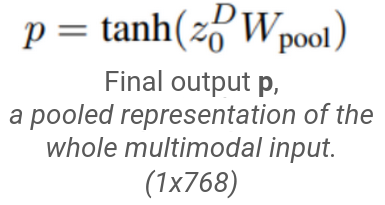 p = tanh(z_0^D W_pool)
Final output p,
a pooled representation of the
whole multimodal input.
(1x768)